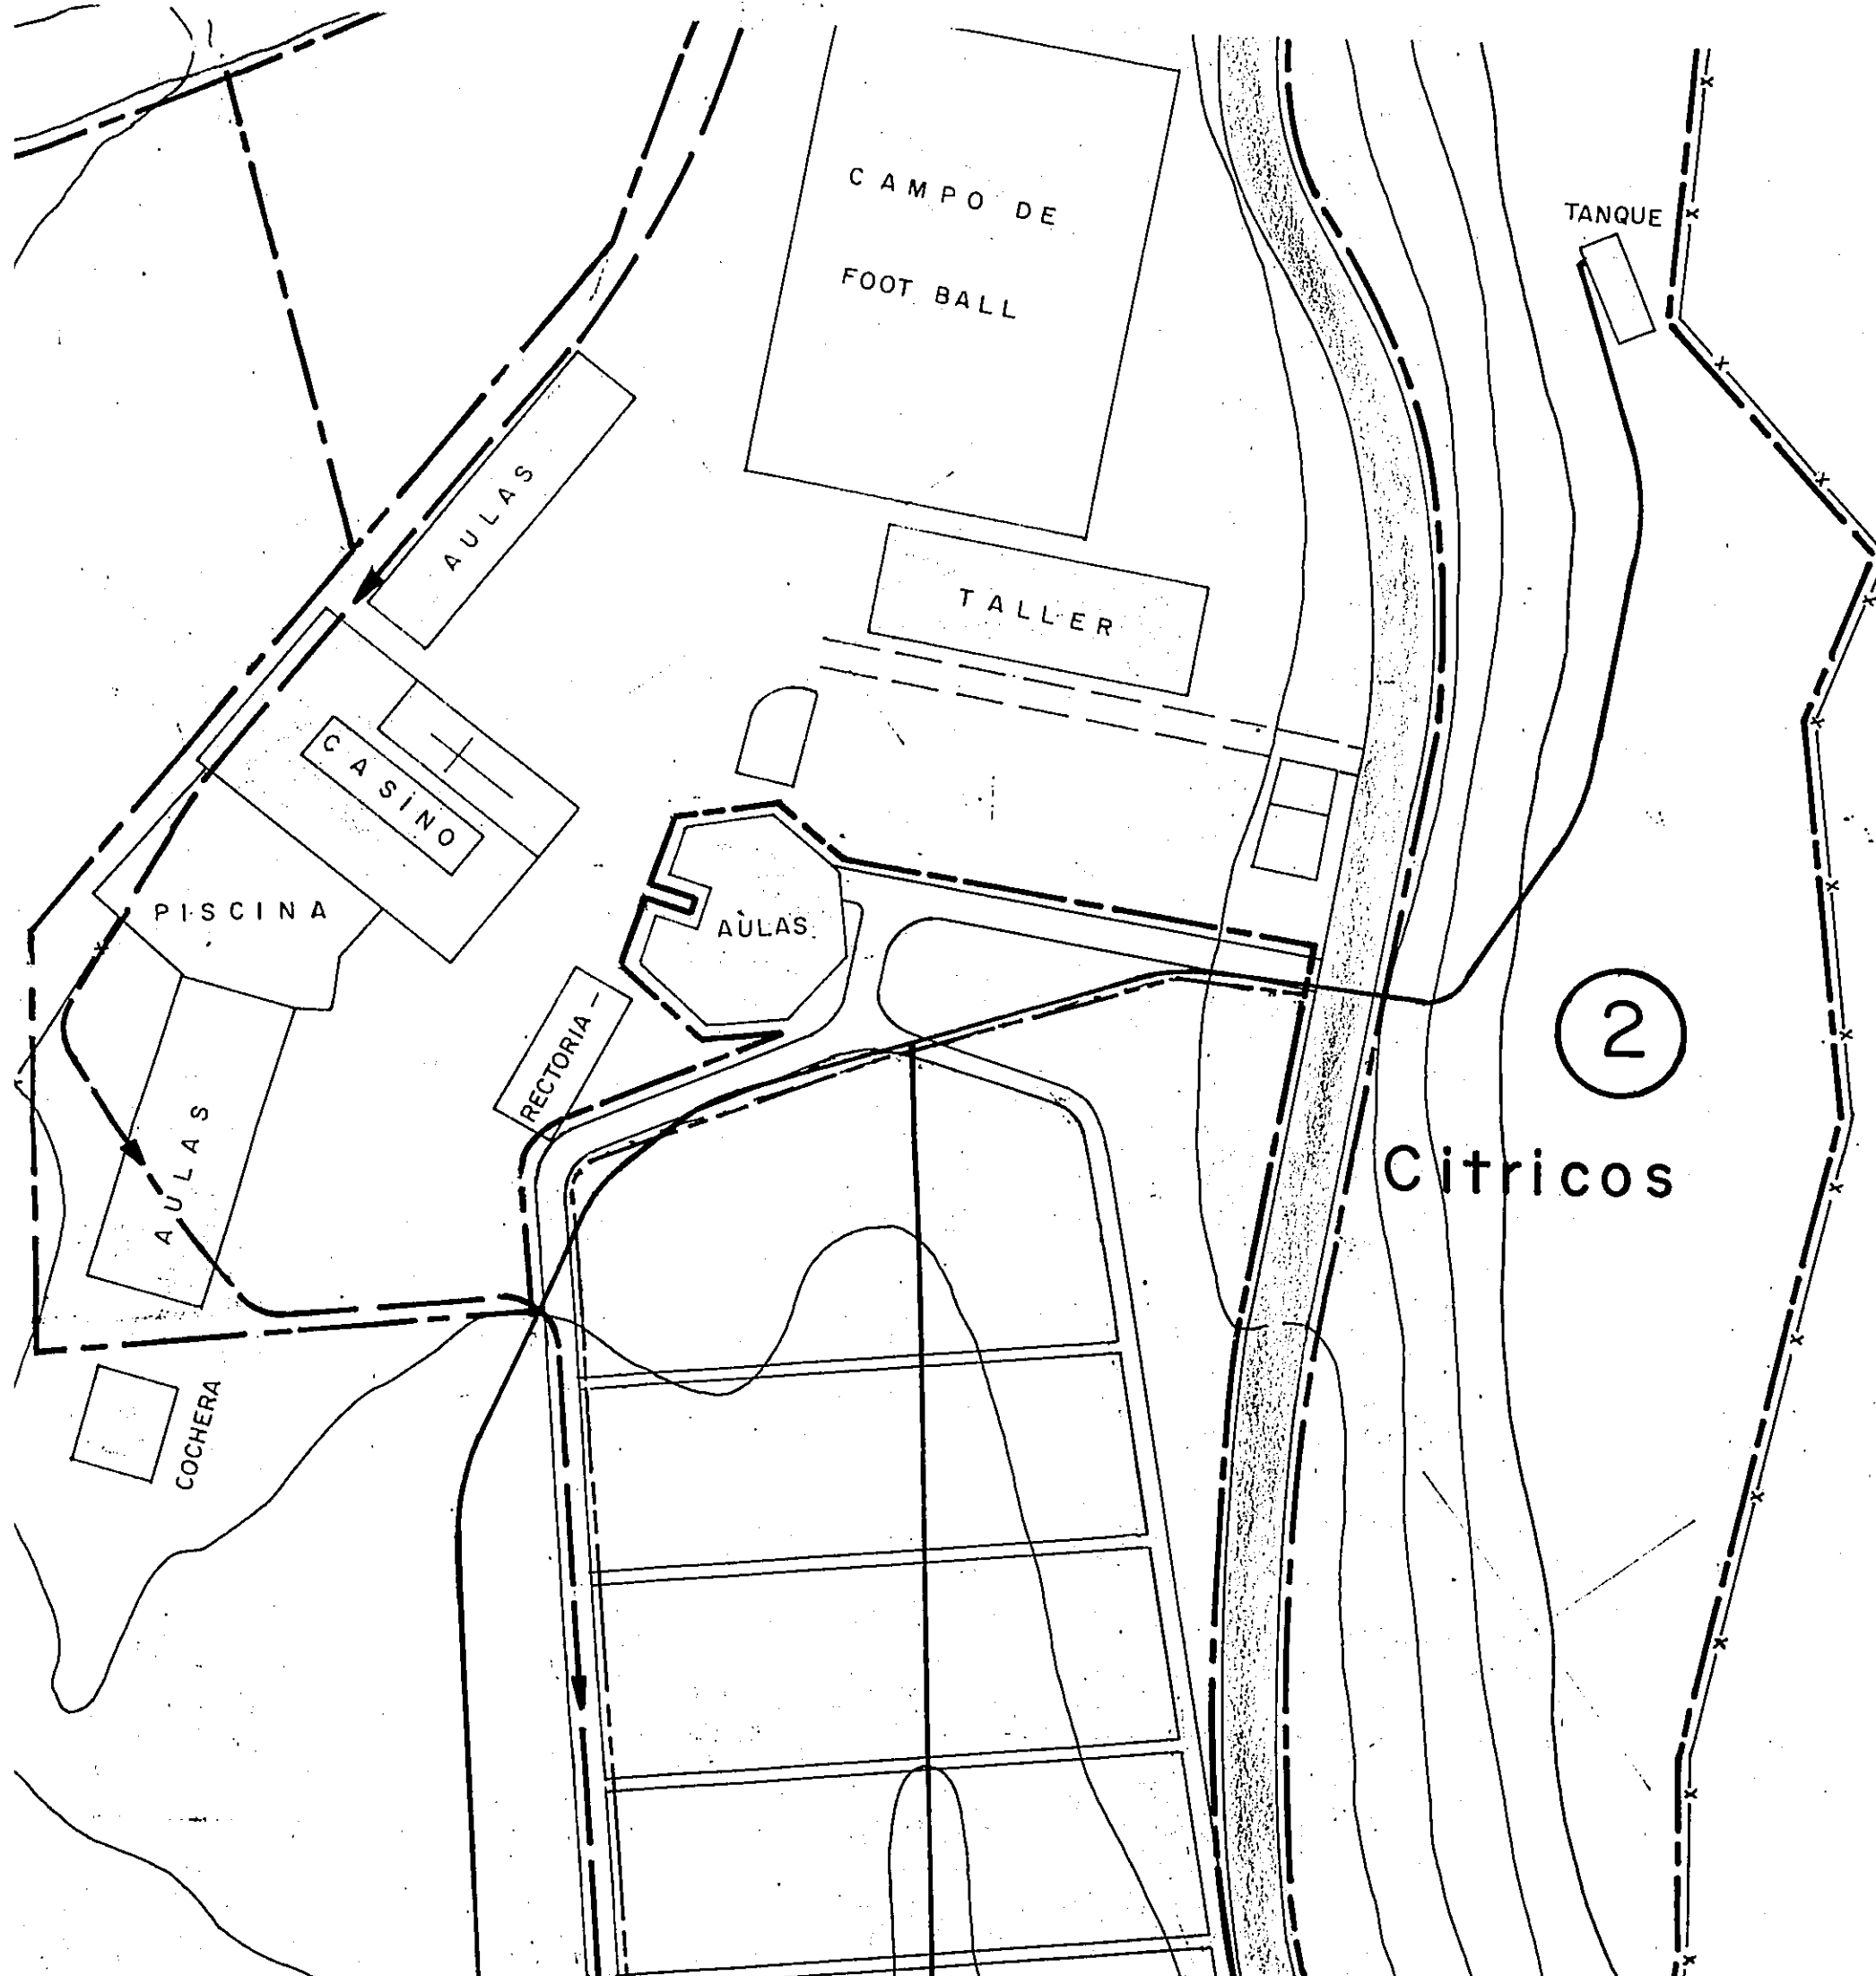 CAMPO DE
FOOT BALL
TANQUE
AULAS
TALLER
CASINO
PISCINA
AULAS
RECTORIA
2
Citricos
AULAS
COCHERA